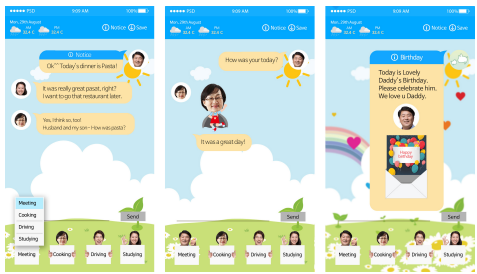 PSD
9:09 AM
100%
Mon, 29th August
AM
32.4 C
PM
32.4 C
Notice
Save
Notice
Ok^^Today's dinner is Pasta!
It was really great pasat, right?
I want to go that restaurant later.
Yes, I think so, too!
Husband and my son~ How was pasta?
Meeting
Cooking
Driving
Studying
Send
Meeting
Cooking
Driving
Studying
PSD
9:09 AM
100%
Mon, 29th August
AM
32.4 C
PM
32.4 C
Notice
Save
How was your today?
It was a great day!
Send
Meeting
Cooking
Driving
Studying
PSD
9:09 AM
100%
Mon, 29th August
AM
32.4 C
PM
32.4 C
Notice
Save
Birthday
Today is Lovely
Daddy's Birthday.
Please celebrate him.
We love u Daddy.
Happy
birthday
Send
Meeting
Cooking
Driving
Studying